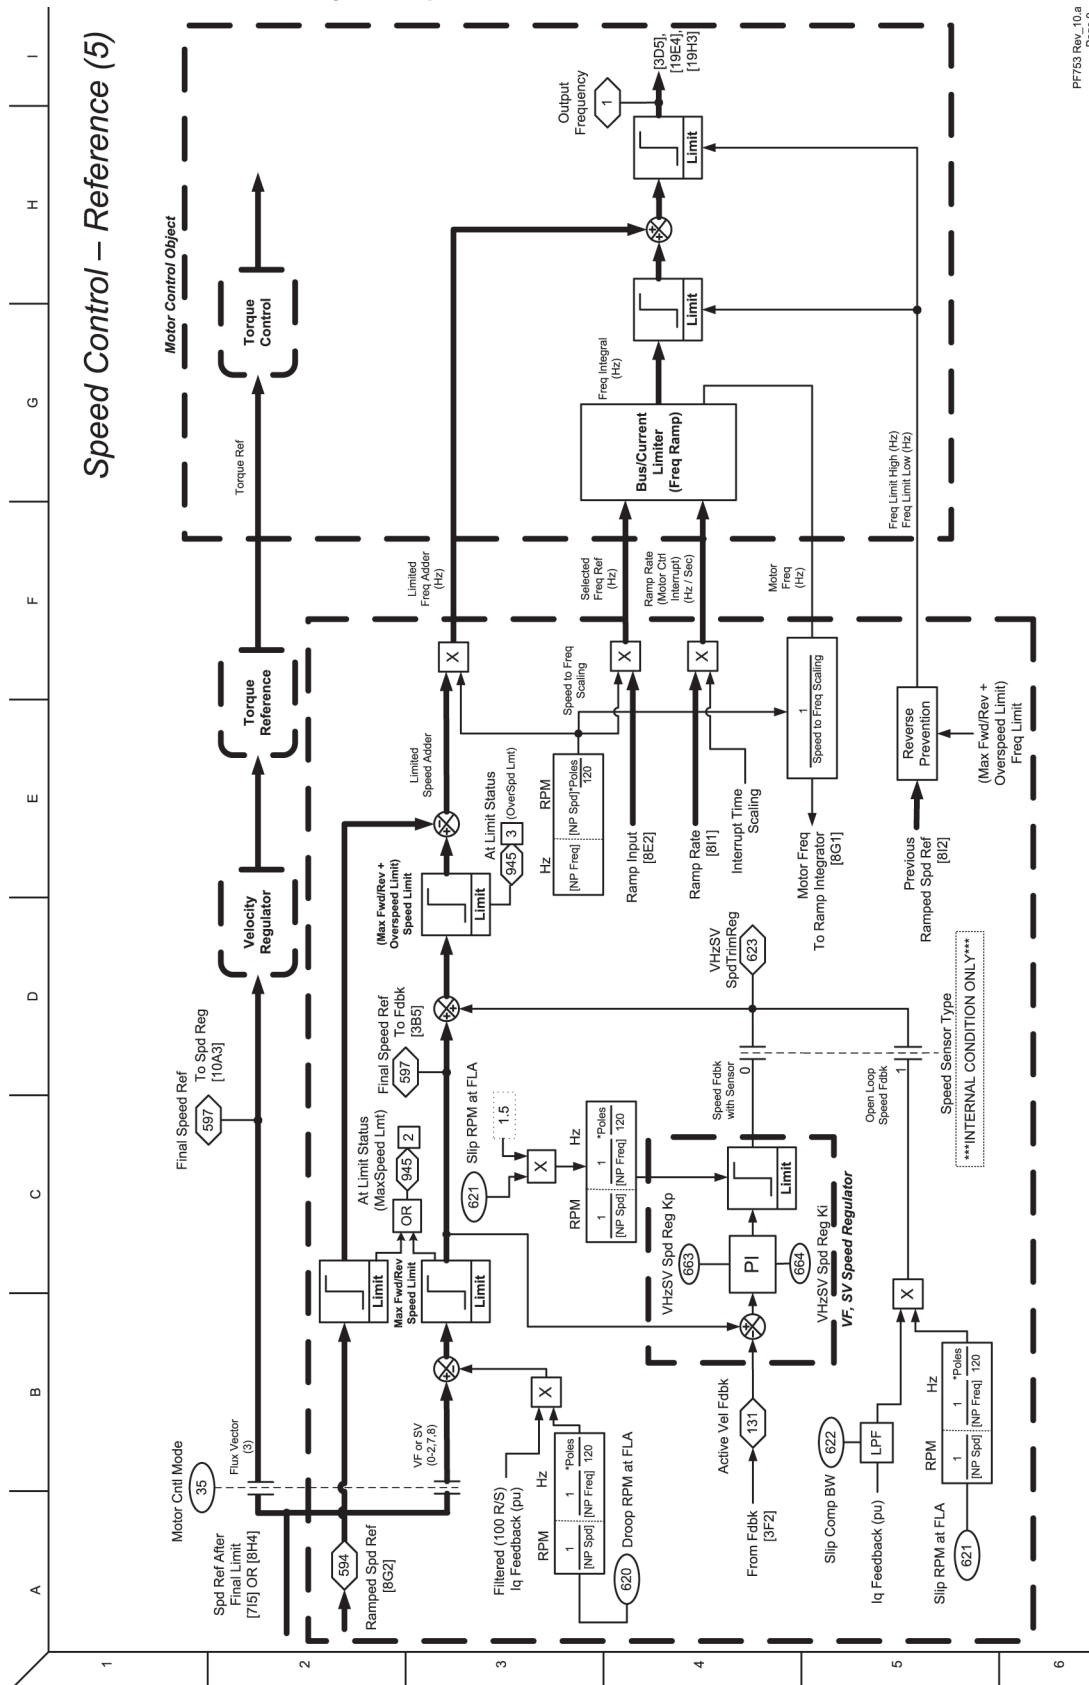 Speed Control – Reference (5)
PF753 Rev_10.a
A
B
C
D
E
F
G
H
I
1
2
3
4
5
6
Motor Cntl Mode
35
Spd Ref After
Final Limit
[7I5] OR [8H4]
Flux Vector
(3)
Final Speed Ref
597
To Spd Reg
[10A3]
Velocity
Regulator
Torque
Reference
Torque Ref
Torque
Control
Motor Control Object
594
Ramped Spd Ref
[8G2]
VF or SV
(0-2,7,8)
Limit
Max Fwd/Rev
Speed Limit
Limit
OR
At Limit Status
(MaxSpeed Lmt)
945
2
Final Speed Ref
597
To Fdbk
[3B5]
(Max Fwd/Rev +
Overspeed Limit)
Speed Limit
Limit
At Limit Status
945
3
(OverSpd Lmt)
Limited
Speed Adder
X
Limited
Freq Adder
(Hz)
Filtered (100 R/S)
Iq Feedback (pu)
X
RPM
Hz
1
[NP Spd]
1
[NP Freq]
*Poles
120
620
Droop RPM at FLA
621
Slip RPM at FLA
1.5
X
RPM
Hz
1
[NP Spd]
1
[NP Freq]
*Poles
120
Hz
RPM
[NP Freq]
[NP Spd]*Poles
120
Speed to Freq
Scaling
Ramp Input
[8E2]
X
Selected
Freq Ref
(Hz)
Ramp Rate
[8I1]
X
Ramp Rate
(Motor Ctrl
Interrupt)
(Hz / Sec)
Interrupt Time
Scaling
Bus/Current
Limiter
(Freq Ramp)
Freq Integral
(Hz)
Limit
Limit
Output
Frequency
1
[3D5],
[19E4],
[19H3]
From Fdbk
[3F2]
131
Active Vel Fdbk
VHzSV Spd Reg Kp
663
PI
664
VHzSV Spd Reg Ki
Limit
VF, SV Speed Regulator
Speed Fdbk
with Sensor
0
VHzSV
SpdTrimReg
623
Motor Freq
To Ramp Integrator
[8G1]
1
Speed to Freq Scaling
Motor
Freq
(Hz)
Slip Comp BW
622
Iq Feedback (pu)
LPF
X
Slip RPM at FLA
621
RPM
Hz
1
[NP Spd]
1
[NP Freq]
*Poles
120
Open Loop
Speed Fdbk
1
Speed Sensor Type
***INTERNAL CONDITION ONLY***
Previous
Ramped Spd Ref
[8I2]
Reverse
Prevention
(Max Fwd/Rev +
Overspeed Limit)
Freq Limit
Freq Limit High (Hz)
Freq Limit Low (Hz)